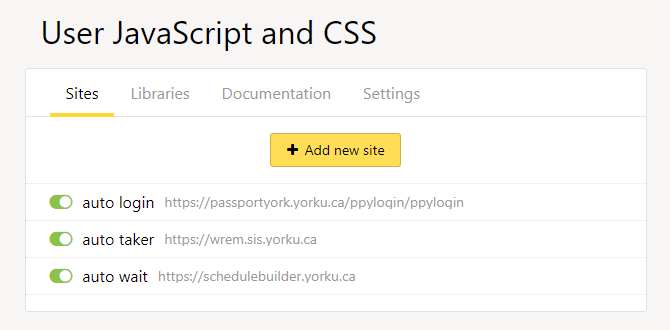 User JavaScript and CSS
Sites Libraries Documentation Settings
+ Add new site
auto login https://passportyork.yorku.ca/ppylogin/ppylogin
auto taker https://wrem.sis.yorku.ca
auto wait https://schedulebuilder.yorku.ca